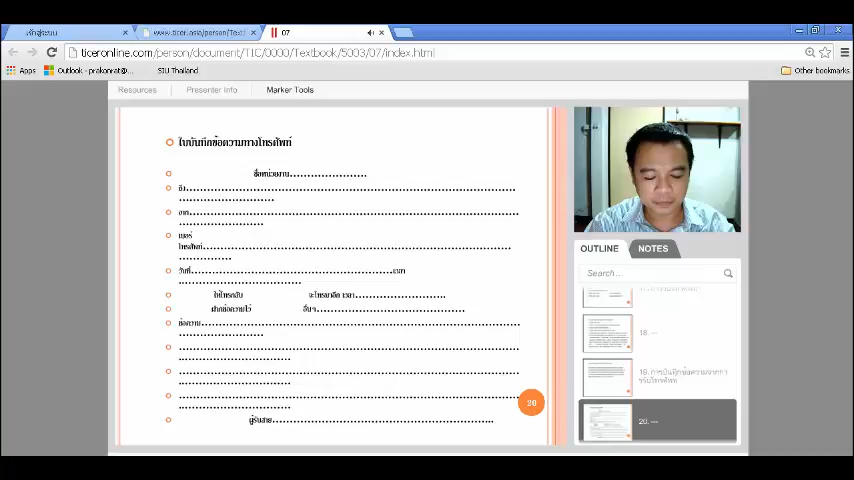 เข้าสู่ระบบ
www.ticer.asia/person/Text
07
ticeronline.com/person/document/TIC/0000/Textbook/5003/07/index.html
Apps
Outlook - prakonrat@...
SIU Thailand
Other bookmarks
Resources
Presenter Info
Marker Tools
ใบบันทึกข้อความทางโทรศัพท์
ชื่อหน่วยงาน......................
ถึง
จาก
เบอร์
โทรศัพท์
วันที่ เวลา
ให้โทรกลับ จะโทรมาอีก เวลา
ฝากข้อความไว้ อื่นๆ
ข้อความ
ผู้รับสาย
20
OUTLINE
NOTES
Search...
18. ---
19. การบันทึกข้อความจากกา
รรับโทรศัพท์
20. ---